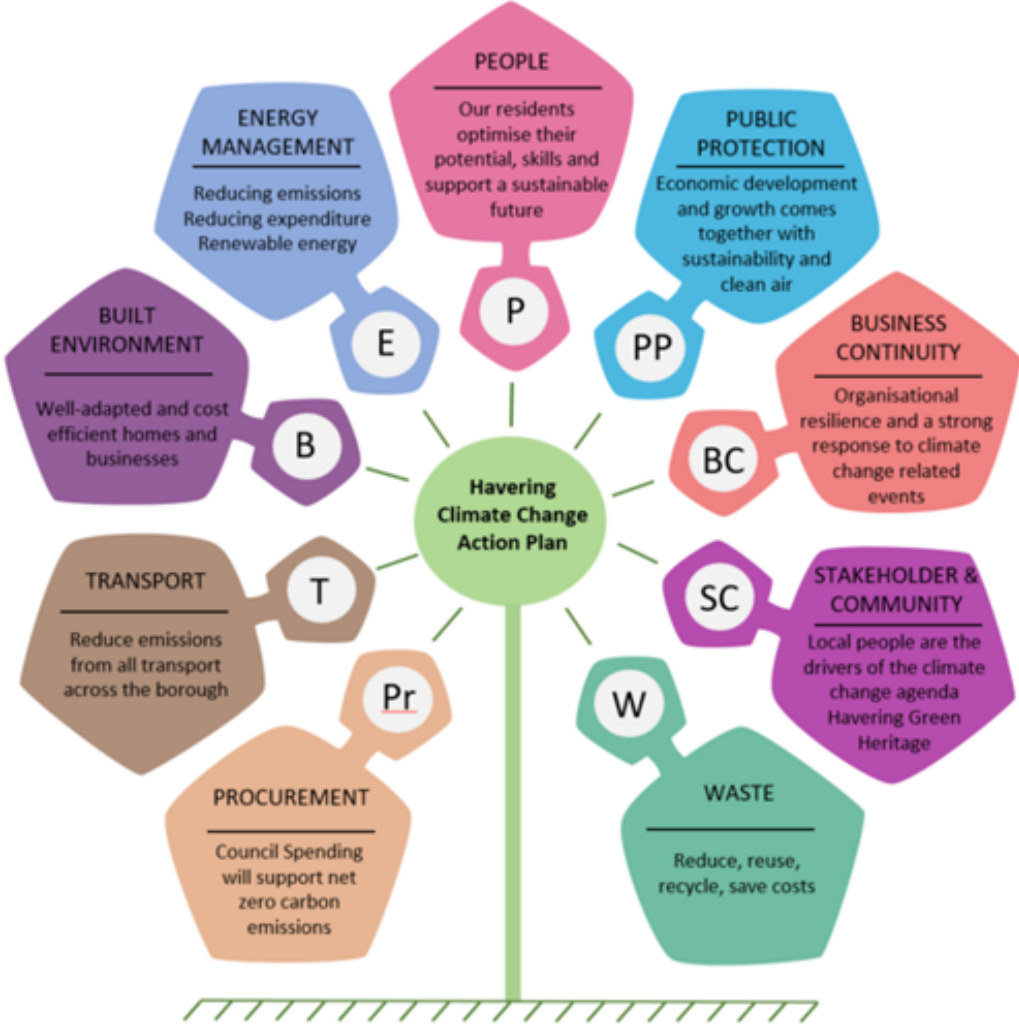 PEOPLE
Our residents
optimise their
potential, skills and
support a sustainable
future
P
PUBLIC
PROTECTION
Economic development
and growth comes
together with
sustainability and
clean air
PP
BUSINESS
CONTINUITY
Organisational
resilience and a strong
response to climate
change related
events
BC
STAKEHOLDER &
COMMUNITY
Local people are the
drivers of the climate
change agenda
Havering Green
Heritage
SC
WASTE
Reduce, reuse,
recycle, save costs
W
PROCUREMENT
Council Spending
will support net
zero carbon
emissions
Pr
TRANSPORT
Reduce emissions
from all transport
across the borough
T
BUILT
ENVIRONMENT
Well-adapted and cost
efficient homes and
businesses
B
ENERGY
MANAGEMENT
Reducing emissions
Reducing expenditure
Renewable energy
E
Havering
Climate Change
Action Plan